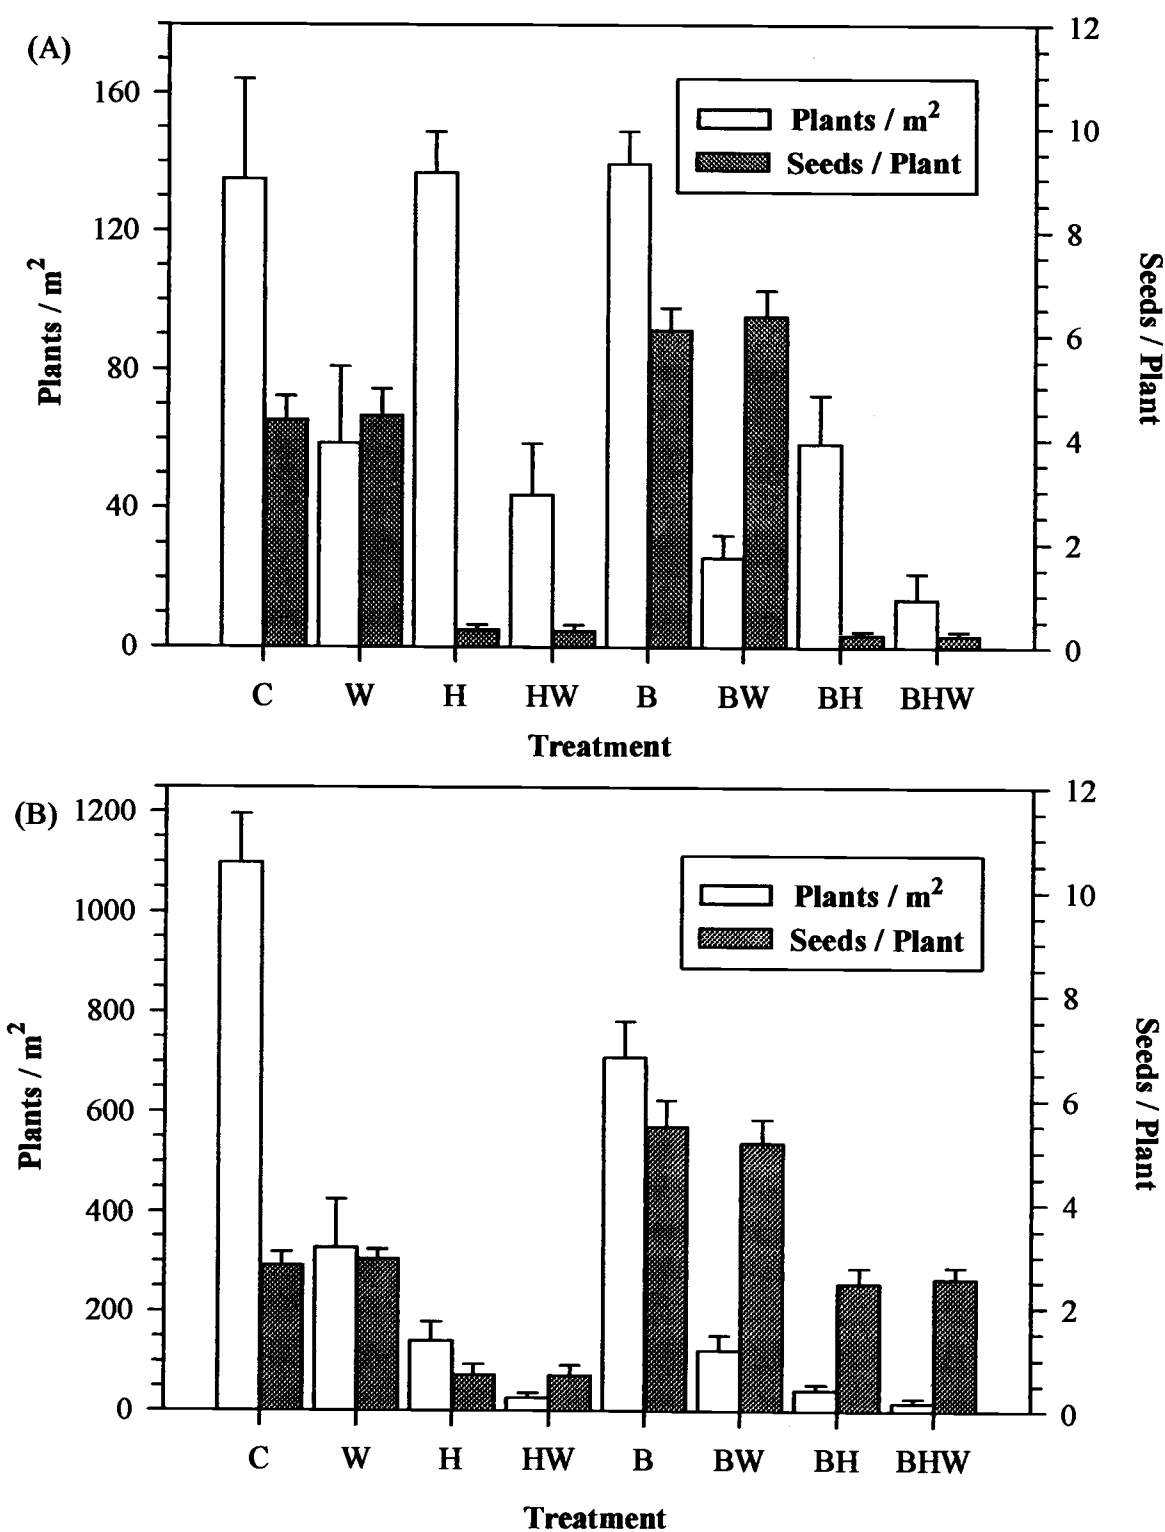 (A)
Plants / m²
Seeds / Plant
160
120
80
40
0
12
10
8
6
4
2
0
Plants / m²
Seeds / Plant
C W H HW B BW BH BHW
Treatment
(B)
Plants / m²
Seeds / Plant
1200
1000
800
600
400
200
0
12
10
8
6
4
2
0
Plants / m²
Seeds / Plant
C W H HW B BW BH BHW
Treatment